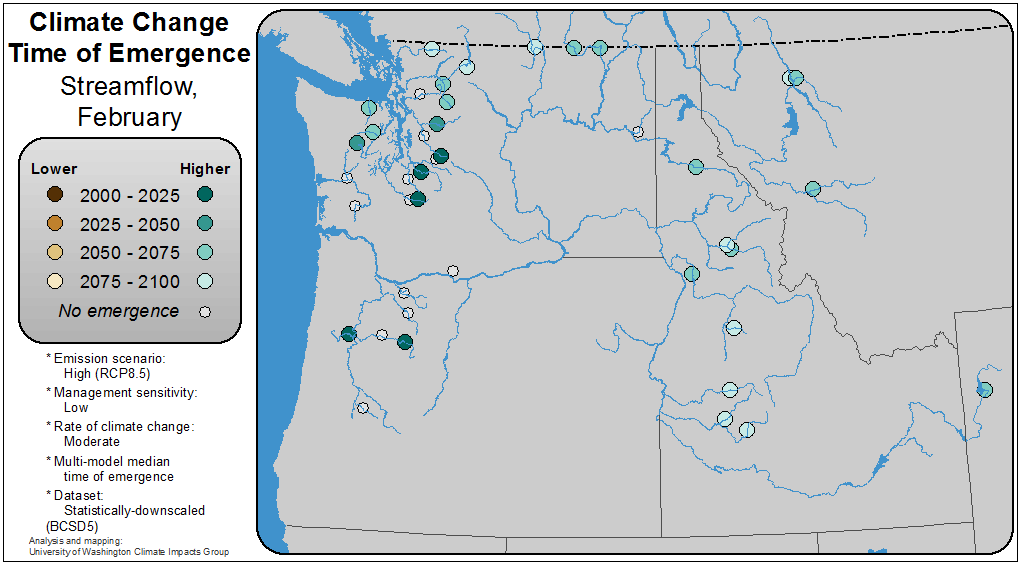 Climate Change
Time of Emergence
Streamflow,
February
Lower Higher
2000 - 2025
2025 - 2050
2050 - 2075
2075 - 2100
No emergence
* Emission scenario:
High (RCP8.5)
* Management sensitivity:
Low
* Rate of climate change:
Moderate
* Multi-model median
time of emergence
* Dataset:
Statistically-downscaled
(BCSD5)
Analysis and mapping:
University of Washington Climate Impacts Group